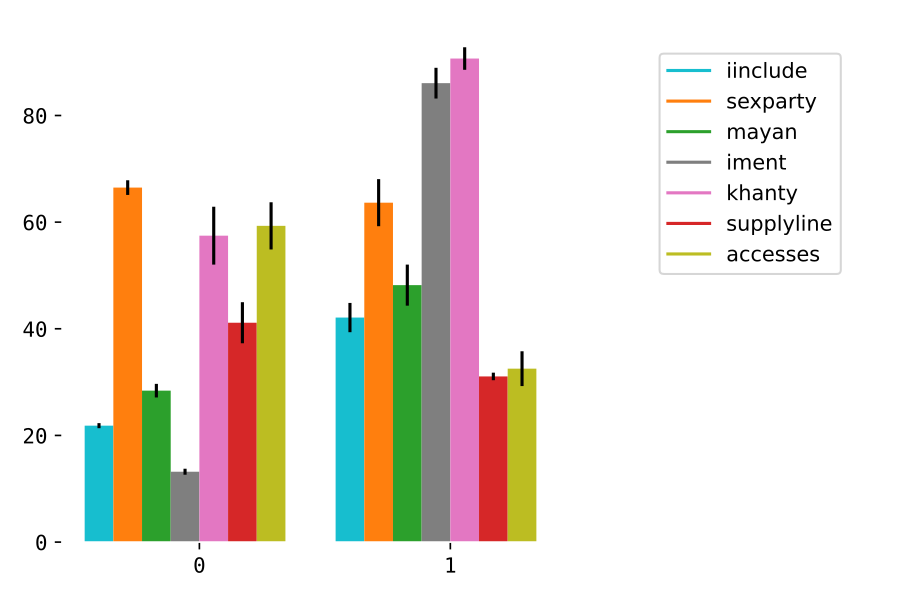 80
60
40
20
0
0
1
iinclude
sexparty
mayan
iment
khanty
supplyline
accesses